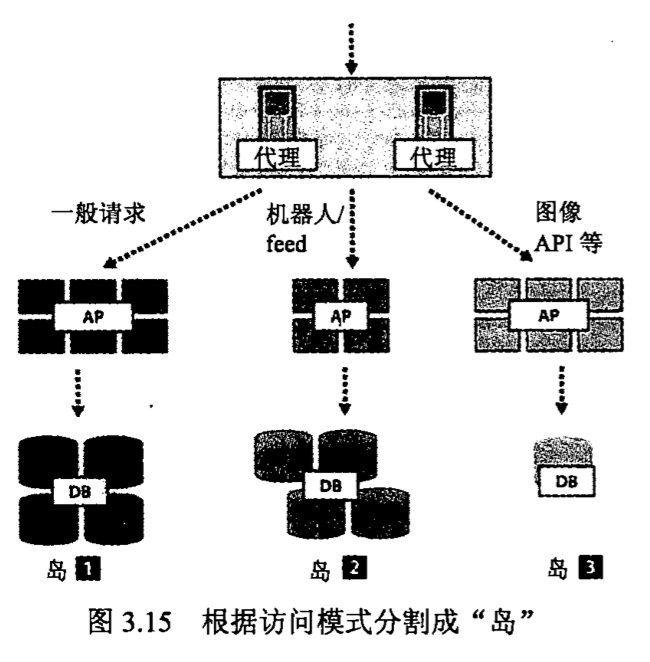 代理
代理
一般请求
机器人/
feed
图像
API 等
AP
AP
AP
DB
DB
DB
岛 1
岛 2
岛 3
图 3.15 根据访问模式分割成“岛”